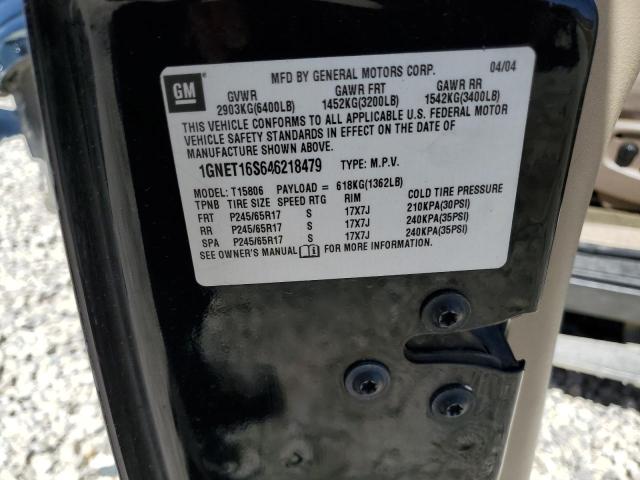 MFD BY GENERAL MOTORS CORP. 04/04
GM
GVWR GAWR FRT GAWR RR
2903KG(6400LB) 1452KG(3200LB) 1542KG(3400LB)
THIS VEHICLE CONFORMS TO ALL APPLICABLE U.S. FEDERAL MOTOR
VEHICLE SAFETY STANDARDS IN EFFECT ON THE DATE OF
MANUFACTURE SHOWN ABOVE.
1GNET16S646218479 TYPE: M.P.V.
MODEL: T15806 PAYLOAD = 618KG(1362LB)
TPNB TIRE SIZE SPEED RTG RIM COLD TIRE PRESSURE
FRT P245/65R17 S 17X7J 210KPA(30PSI)
RR P245/65R17 S 17X7J 240KPA(35PSI)
SPA P245/65R17 S 17X7J 240KPA(35PSI)
SEE OWNER'S MANUAL FOR MORE INFORMATION.